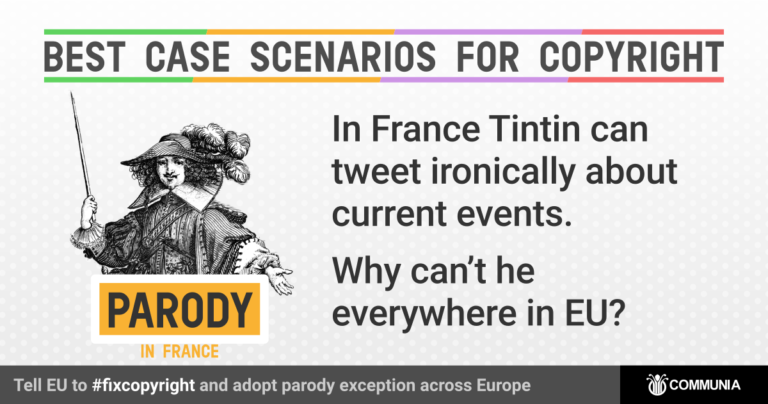 BEST CASE SCENARIOS FOR COPYRIGHT
In France Tintin can
tweet ironically about
current events.
Why can't he
everywhere in EU?
PARODY
IN FRANCE
Tell EU to #fixcopyright and adopt parody exception across Europe
COMMUNIA